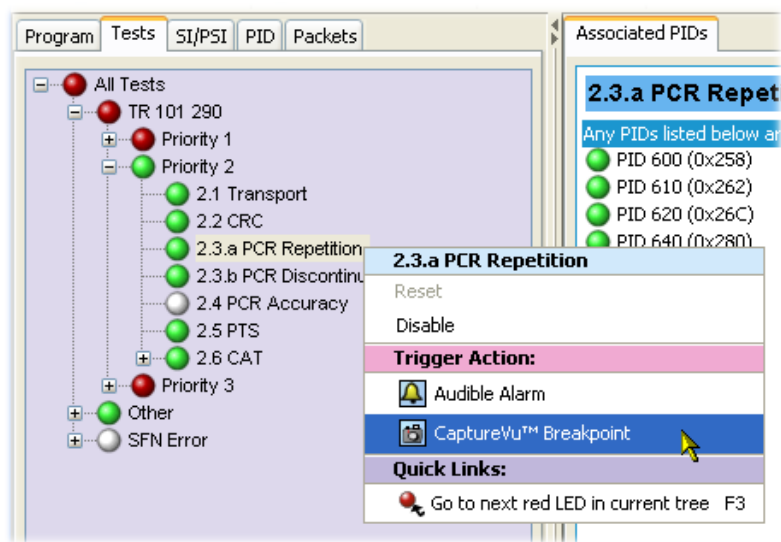 Program Tests SI/PSI PID Packets
Associated PIDs
All Tests
TR 101 290
Priority 1
Priority 2
2.1 Transport
2.2 CRC
2.3.a PCR Repetition
2.3.b PCR Discontinu
2.4 PCR Accuracy
2.5 PTS
2.6 CAT
Priority 3
Other
SFN Error
2.3.a PCR Repet
Any PIDs listed below ar
PID 600 (0x258)
PID 610 (0x262)
PID 620 (0x26C)
PID 640 (0x280)
2.3.a PCR Repetition
Reset
Disable
Trigger Action:
Audible Alarm
CaptureVu™ Breakpoint
Quick Links:
Go to next red LED in current tree F3